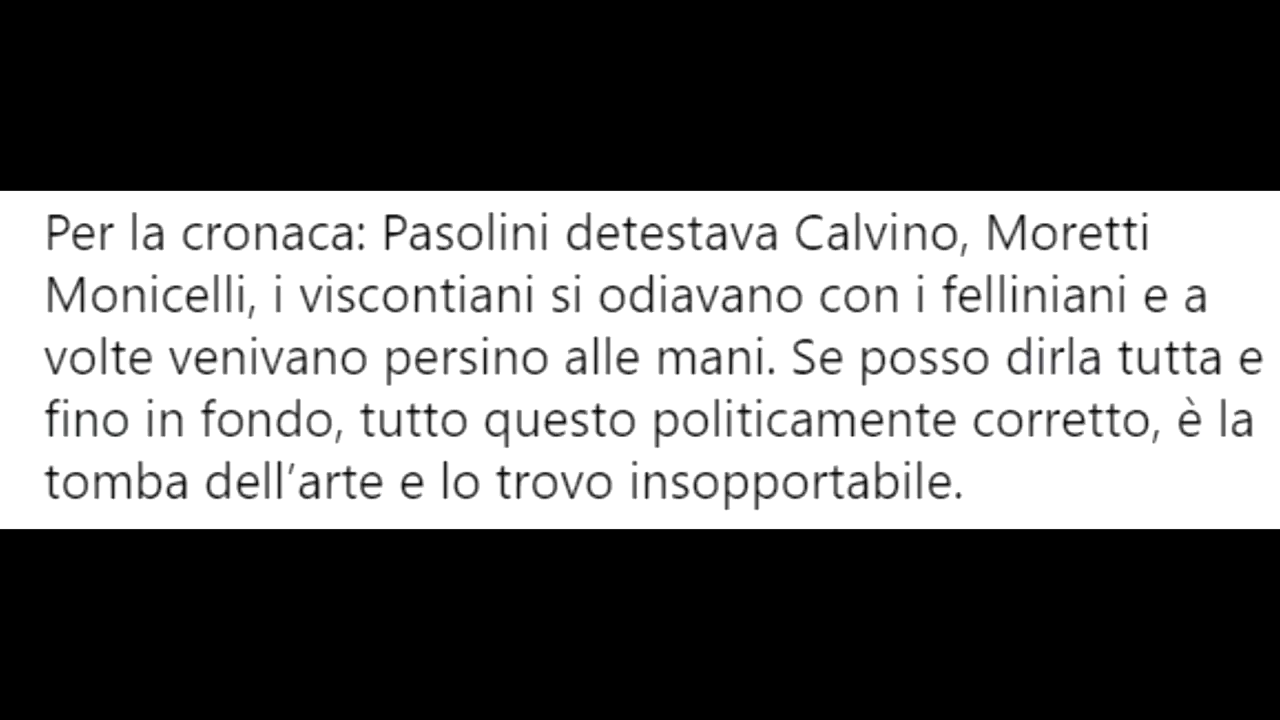 Per la cronaca: Pasolini detestava Calvino, Moretti
Monicelli, i viscontiani si odiavano con i felliniani e a
volte venivano persino alle mani. Se posso dirla tutta e
fino in fondo, tutto questo politicamente corretto, è la
tomba dell’arte e lo trovo insopportabile.